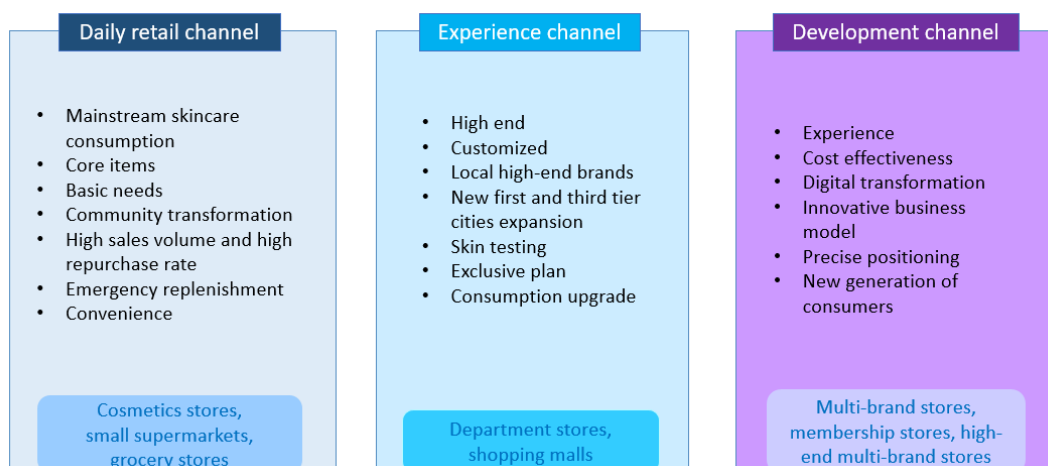 Daily retail channel
• Mainstream skincare
consumption
• Core items
• Basic needs
• Community transformation
• High sales volume and high
repurchase rate
• Emergency replenishment
• Convenience
Cosmetics stores,
small supermarkets,
grocery stores
Experience channel
• High end
• Customized
• Local high-end brands
• New first and third tier
cities expansion
• Skin testing
• Exclusive plan
• Consumption upgrade
Department stores,
shopping malls
Development channel
• Experience
• Cost effectiveness
• Digital transformation
• Innovative business
model
• Precise positioning
• New generation of
consumers
Multi-brand stores,
membership stores, high-
end multi-brand stores